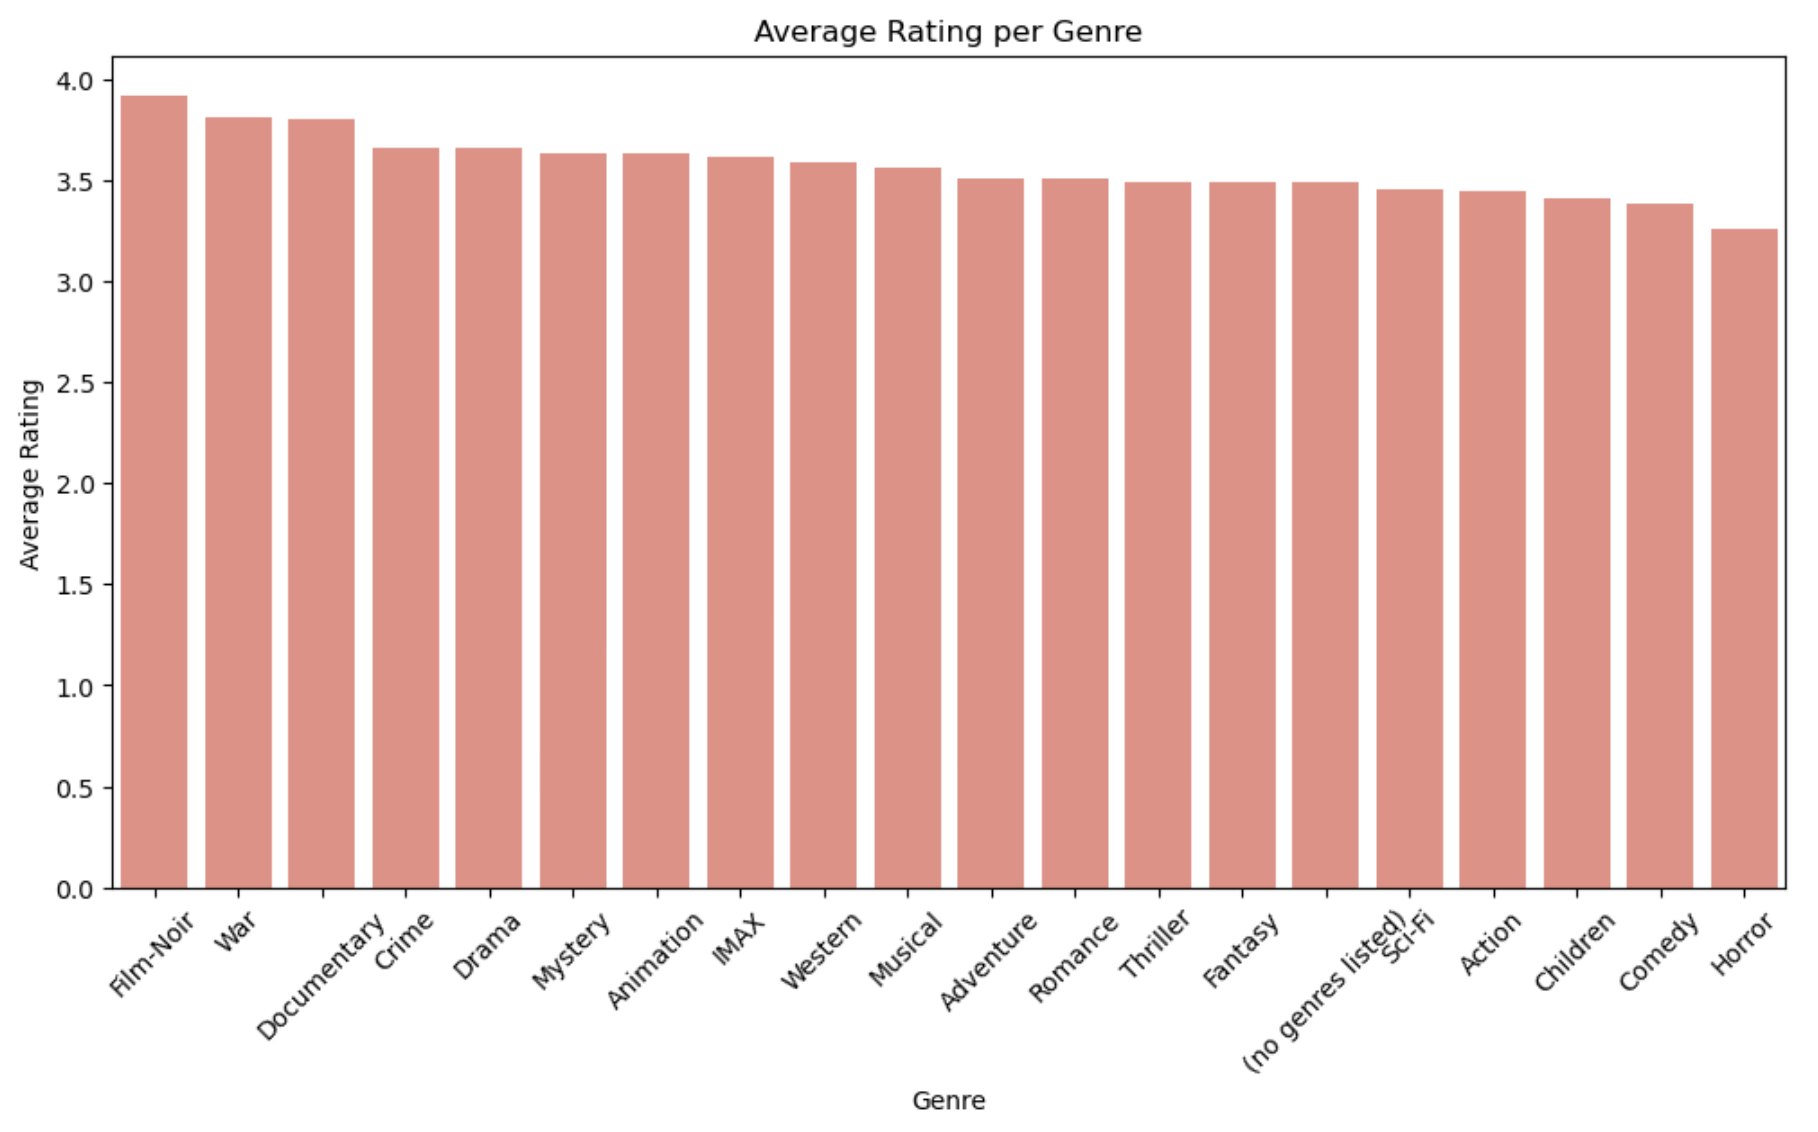 Average Rating per Genre
Average Rating
4.0
3.5
3.0
2.5
2.0
1.5
1.0
0.5
0.0
Film-Noir
War
Documentary
Crime
Drama
Mystery
Animation
IMAX
Western
Musical
Adventure
Romance
Thriller
Fantasy
(no genres listed)
Sci-Fi
Action
Children
Comedy
Horror
Genre